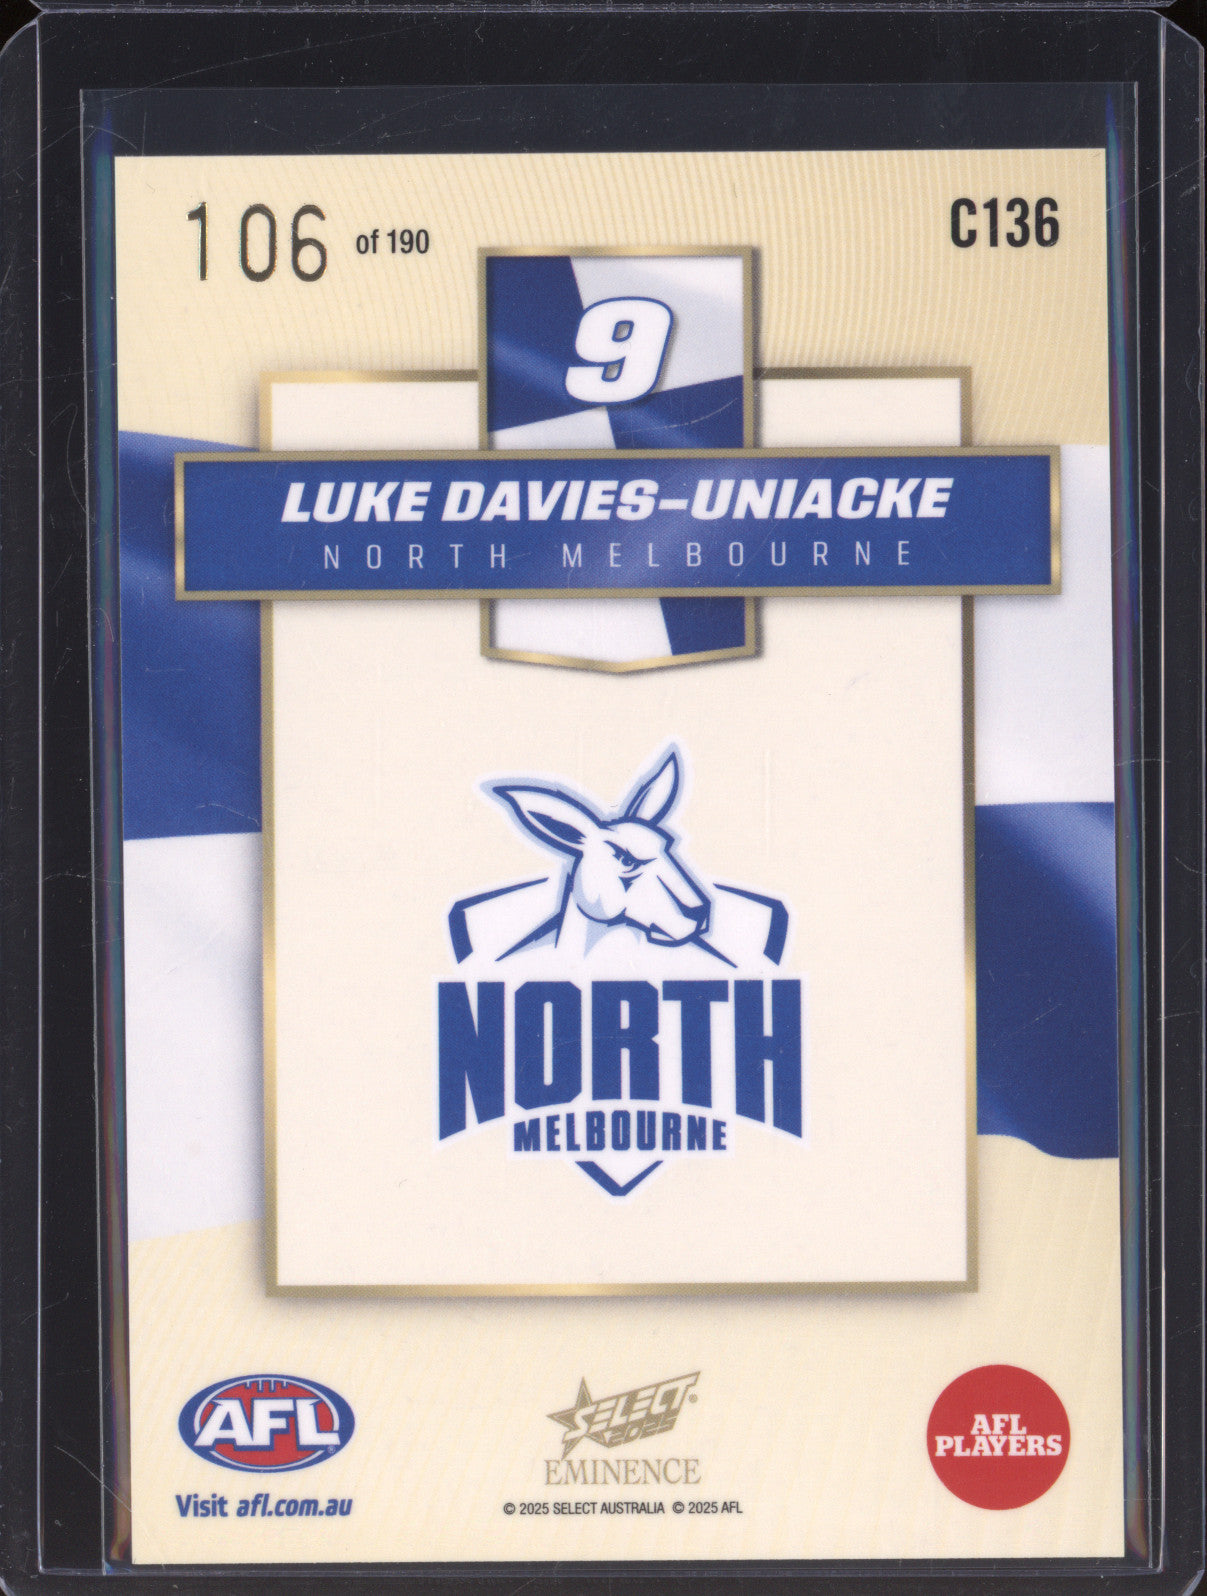 106 of 190
C136
9
LUKE DAVIES-UNIACKE
NORTH MELBOURNE
NORTH
MELBOURNE
AFL
Visit afl.com.au
SELECT
2025
EMINENCE
© 2025 SELECT AUSTRALIA © 2025 AFL
AFL
PLAYERS